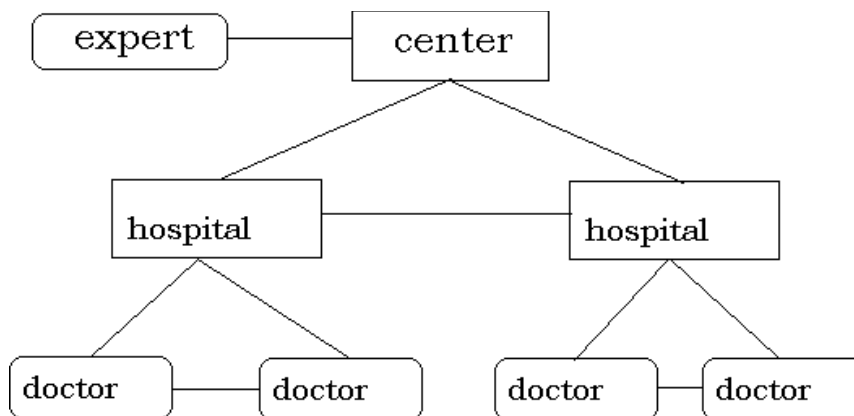 expert
center
hospital
hospital
doctor
doctor
doctor
doctor